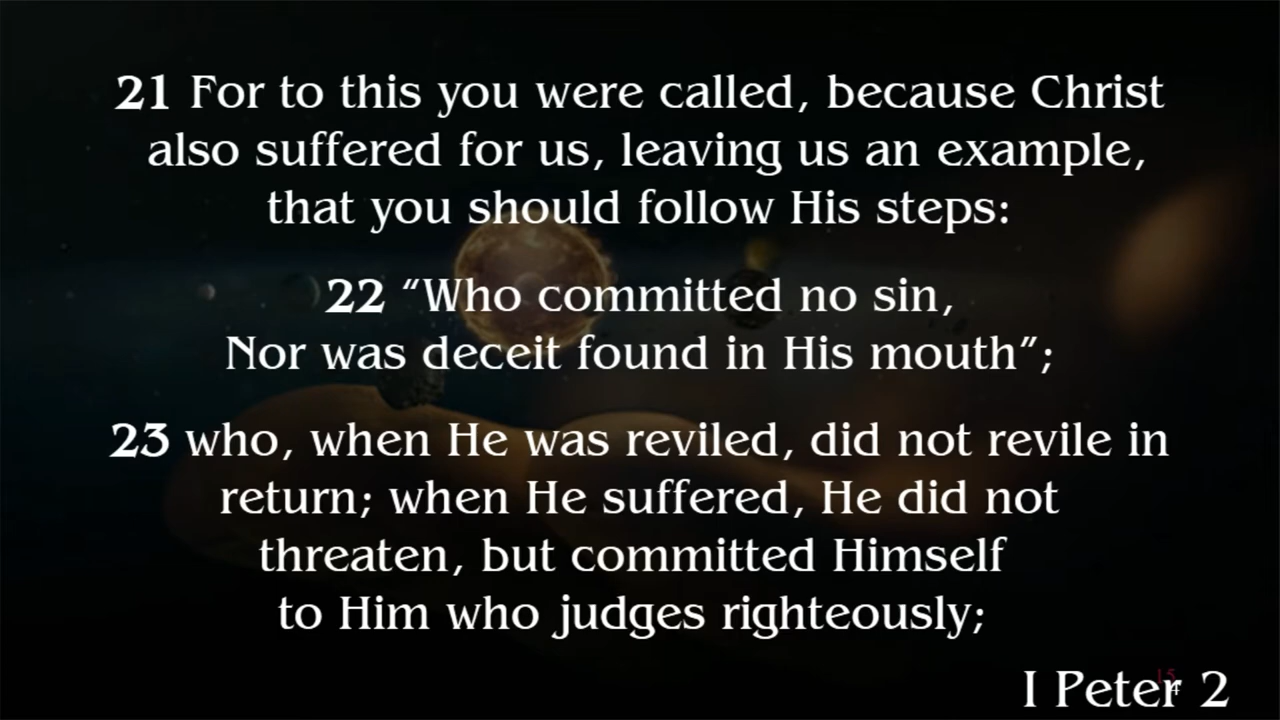 21 For to this you were called, because Christ
also suffered for us, leaving us an example,
that you should follow His steps:
22 “Who committed no sin,
Nor was deceit found in His mouth”;
23 who, when He was reviled, did not revile in
return; when He suffered, He did not
threaten, but committed Himself
to Him who judges righteously;
I Peter 2